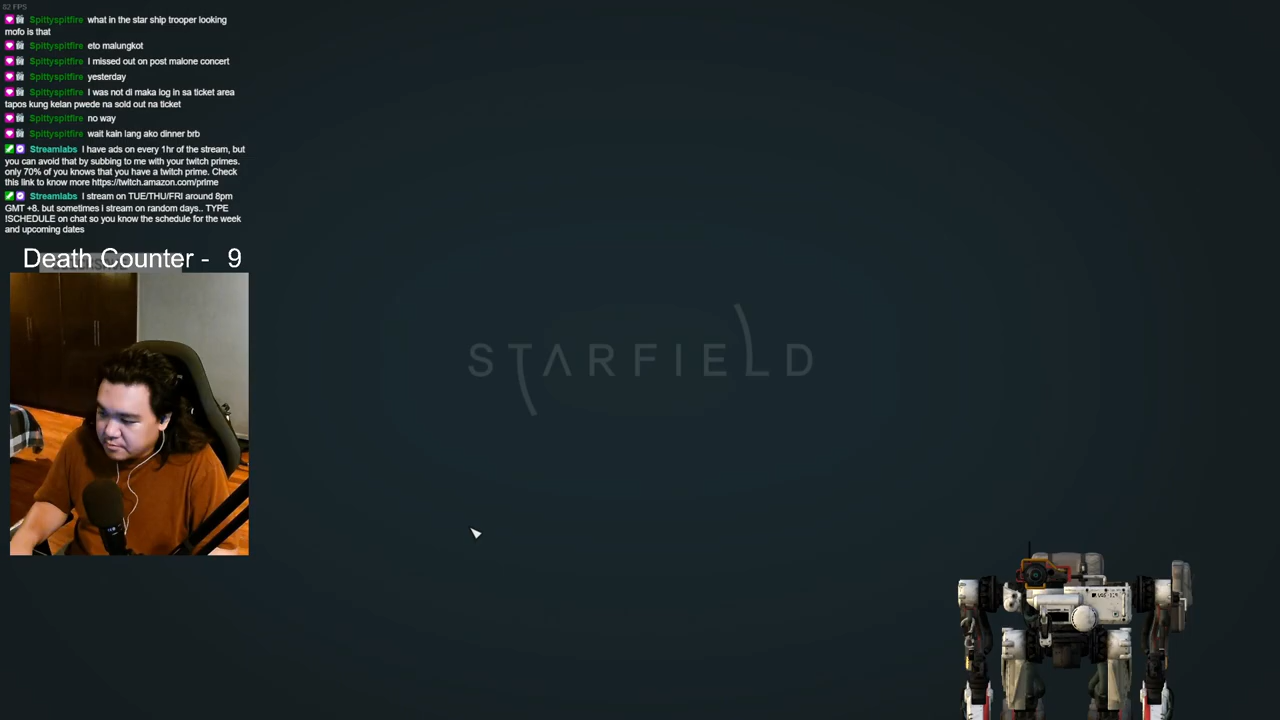 82 FPS
Spittyspitfire what in the star ship trooper looking
mofo is that
Spittyspitfire eto malungkot
Spittyspitfire I missed out on post malone concert
Spittyspitfire yesterday
Spittyspitfire I was not di maka log in sa ticket area
tapos kung kelan pwede na sold out na ticket
Spittyspitfire no way
Spittyspitfire wait kain lang ako dinner brb
Streamlabs I have ads on every 1hr of the stream, but
you can avoid that by subbing to me with your twitch primes.
only 70% of you knows that you have a twitch prime. Check
this link to know more https://twitch.amazon.com/prime
Streamlabs I stream on TUE/THU/FRI around 8pm
GMT +8. but sometimes i stream on random days.. TYPE
!SCHEDULE on chat so you know the schedule for the week
and upcoming dates
Death Counter - 9
STARFIELD